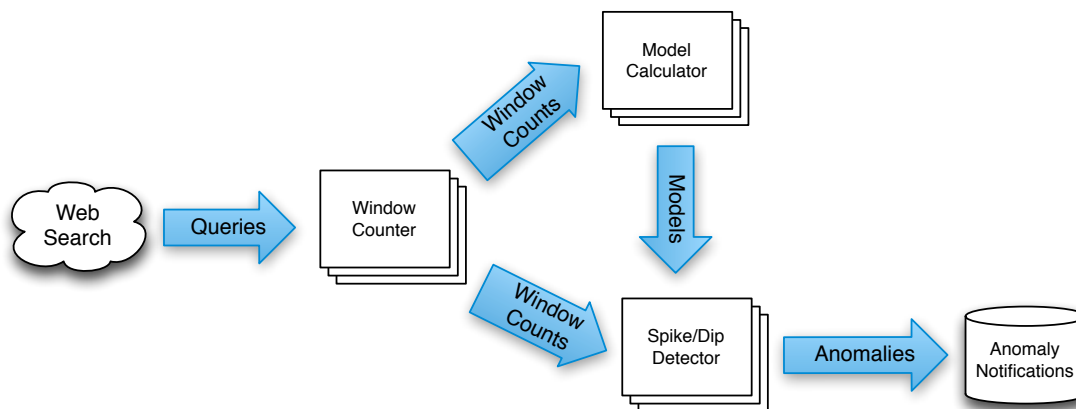 Web
Search
Queries
Window
Counter
Window
Counts
Model
Calculator
Models
Window
Counts
Spike/Dip
Detector
Anomalies
Anomaly
Notifications